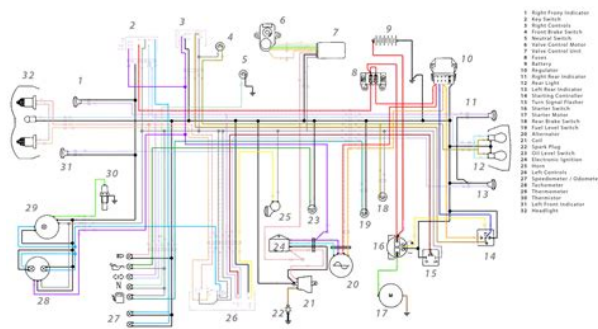 1 Right Frony Indicator
2 Key Switch
3 Right Controls
4 Front Brake Switch
5 Neutral Switch
6 Valve Control Motor
7 Valve Control Unit
8 Fuses
9 Battery
10 Regulator
11 Right Rear Indicator
12 Rear Light
13 Left Rear Indicator
14 Starting Controller
15 Turn Signal Flasher
16 Starter Switch
17 Starter Motor
18 Rear Brake Switch
19 Fuel Level Switch
20 Alternator
21 Coil
22 Spark Plug
23 Oil Level Switch
24 Electronic Ignition
25 Horn
26 Left Controls
27 Speedometer / Odometer
28 Tachometer
29 Thermometer
30 Thermistor
31 Left Front Indicator
32 Headlight
2
3
4
5
6
7
8
9
10
32
1
31
11
12
13
30
29
28
N
27
25
23
24
26
22
21
20
19
18
16
17
15
14